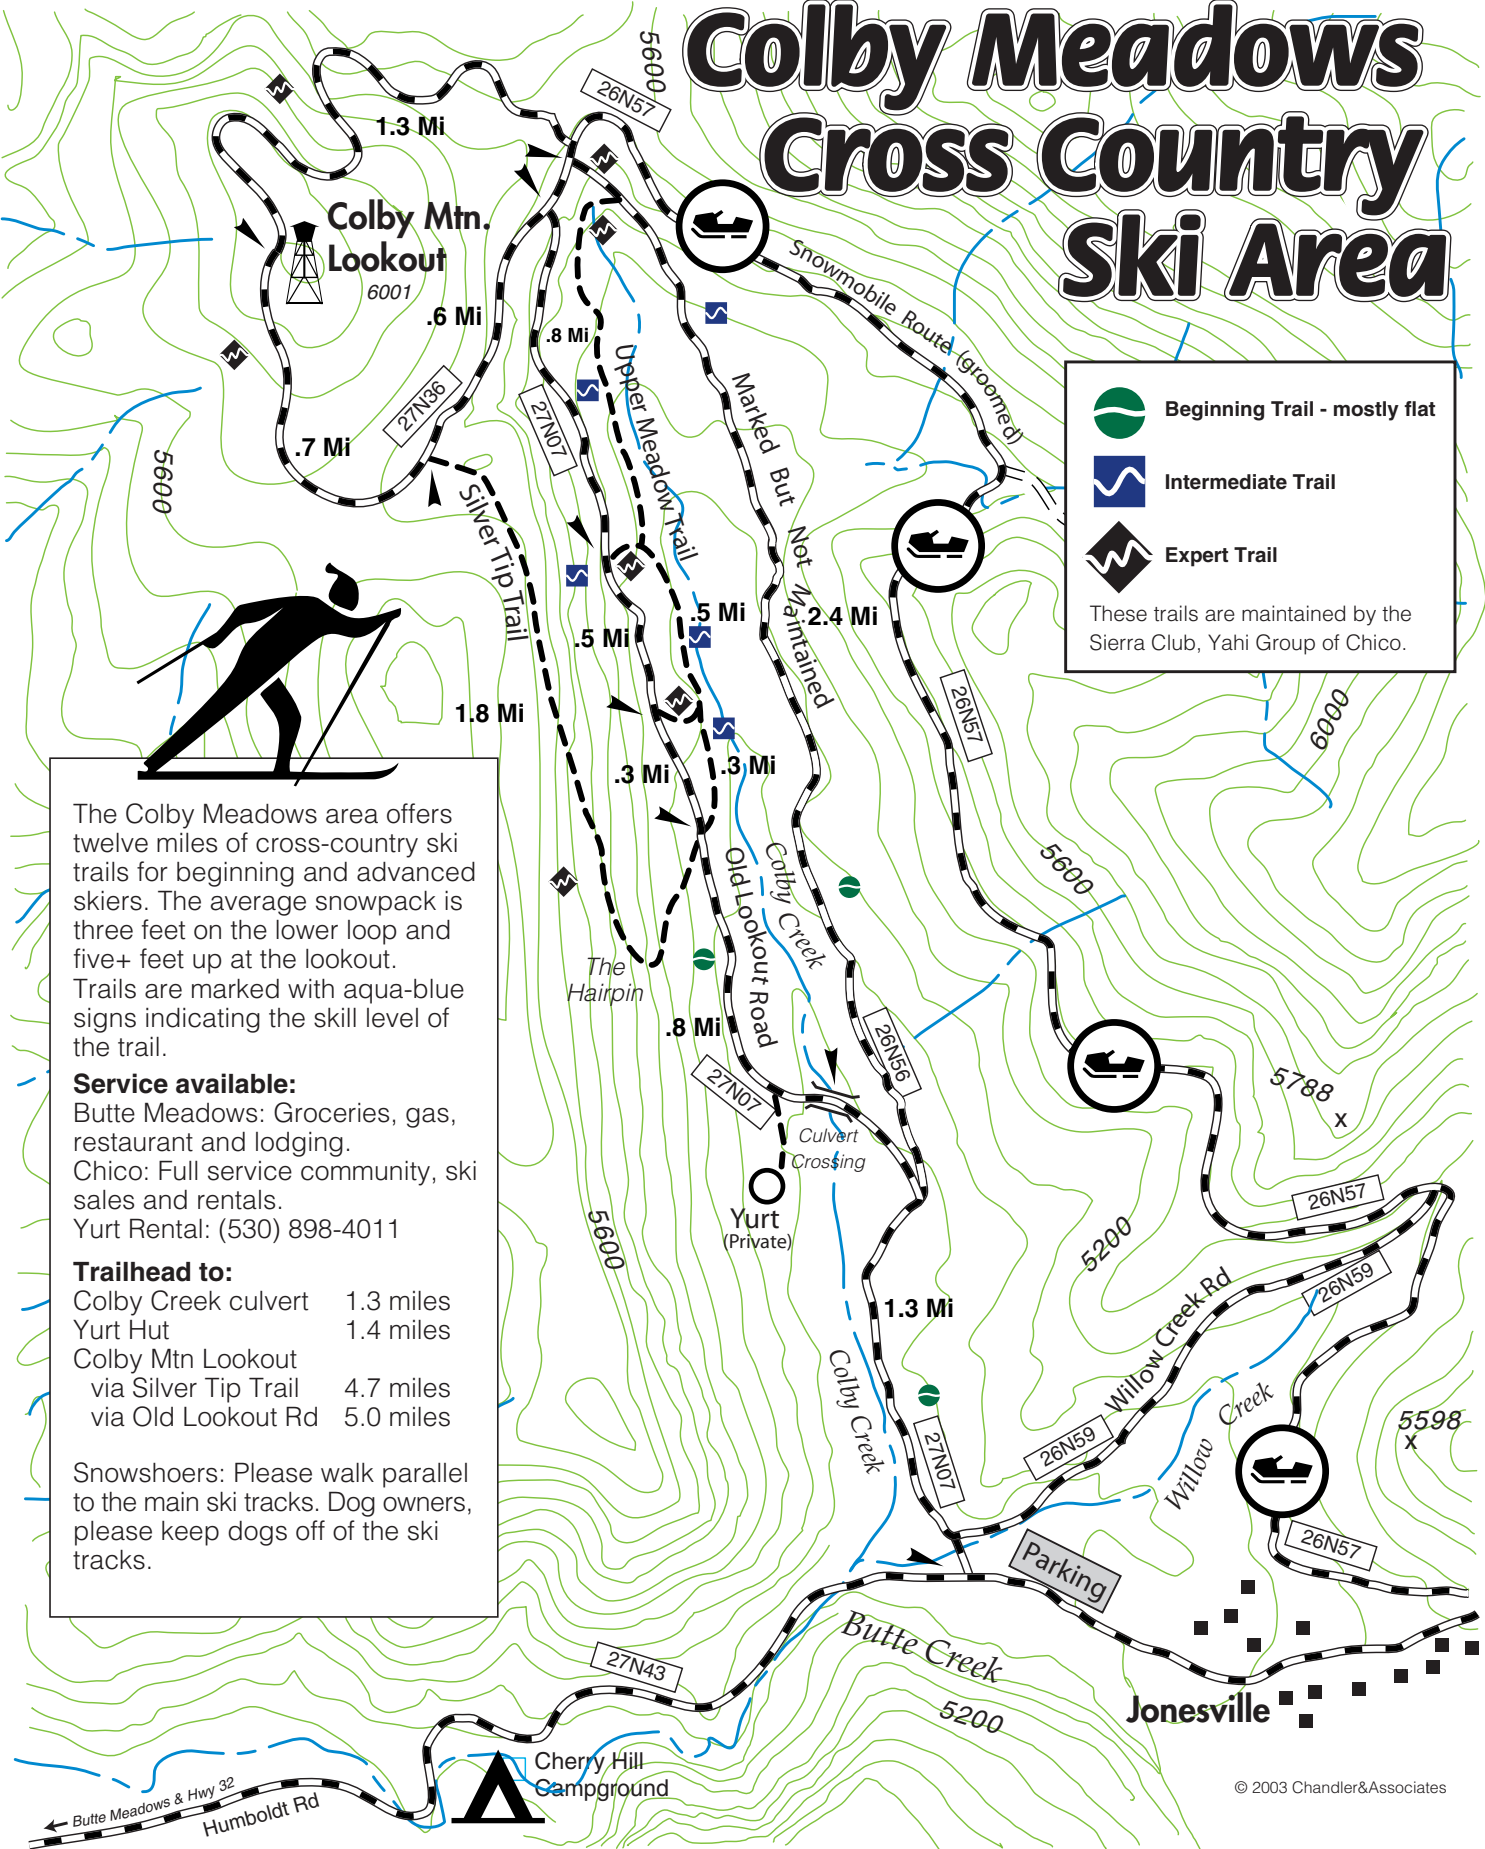 Colby Meadows
Cross Country
Ski Area
5600
26N57
1.3 Mi
Colby Mtn.
Lookout
6001
.6 Mi
.8 Mi
Snowmobile Route (groomed)
Upper Meadow Trail
Marked But Not Maintained
27N36
27N07
.7 Mi
5600
Silver Tip Trail
Beginning Trail - mostly flat
Intermediate Trail
Expert Trail
These trails are maintained by the
Sierra Club, Yahi Group of Chico.
.5 Mi
.5 Mi
2.4 Mi
1.8 Mi
26N57
6000
.3 Mi
.3 Mi
The Colby Meadows area offers
twelve miles of cross-country ski
trails for beginning and advanced
skiers. The average snowpack is
three feet on the lower loop and
five+ feet up at the lookout.
Trails are marked with aqua-blue
signs indicating the skill level of
the trail.
Service available:
Butte Meadows: Groceries, gas,
restaurant and lodging.
Chico: Full service community, ski
sales and rentals.
Yurt Rental: (530) 898-4011
Trailhead to:
Colby Creek culvert 1.3 miles
Yurt Hut 1.4 miles
Colby Mtn Lookout
via Silver Tip Trail 4.7 miles
via Old Lookout Rd 5.0 miles
Snowshoers: Please walk parallel
to the main ski tracks. Dog owners,
please keep dogs off of the ski
tracks.
Old Lookout Road
Colby Creek
5600
The
Hairpin
.8 Mi
26N56
27N07
5788
x
Culvert
Crossing
Yurt
(Private)
5600
26N57
5200
26N59
Willow Creek Rd
1.3 Mi
Colby Creek
Willow Creek
5598
x
27N07
26N59
26N57
Parking
Butte Creek
27N43
5200
Jonesville
Cherry Hill
Campground
Butte Meadows & Hwy 32
Humboldt Rd
© 2003 Chandler&Associates